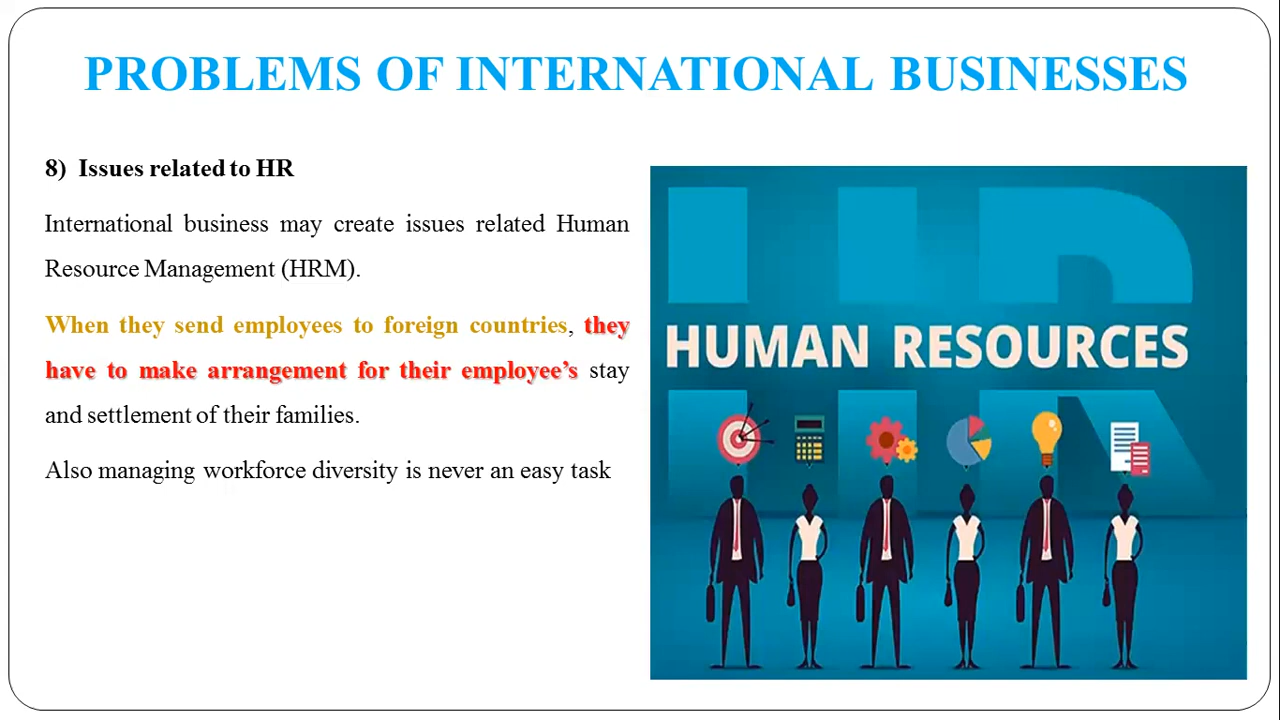 PROBLEMS OF INTERNATIONAL BUSINESSES
8) Issues related to HR
International business may create issues related Human
Resource Management (HRM).
When they send employees to foreign countries, they
have to make arrangement for their employee’s stay
and settlement of their families.
Also managing workforce diversity is never an easy task
HR
HUMAN RESOURCES